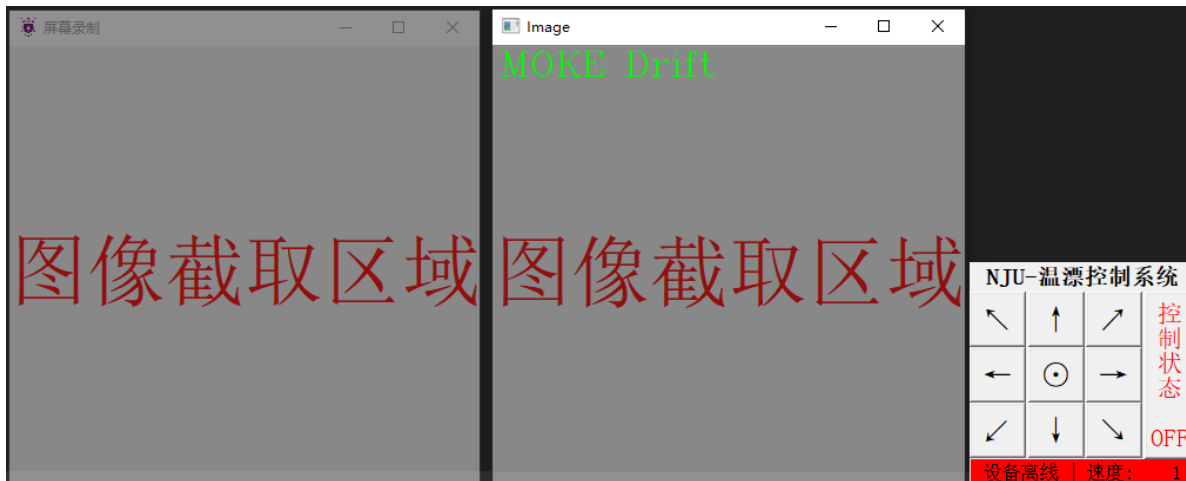 屏幕录制
图像截取区域
Image
MOKE Drift
图像截取区域
NJU-温漂控制系统
↖ ↑ ↗
← ⊙ →
↙ ↓ ↘
控制状态
OFF
设备离线 | 速度: 1